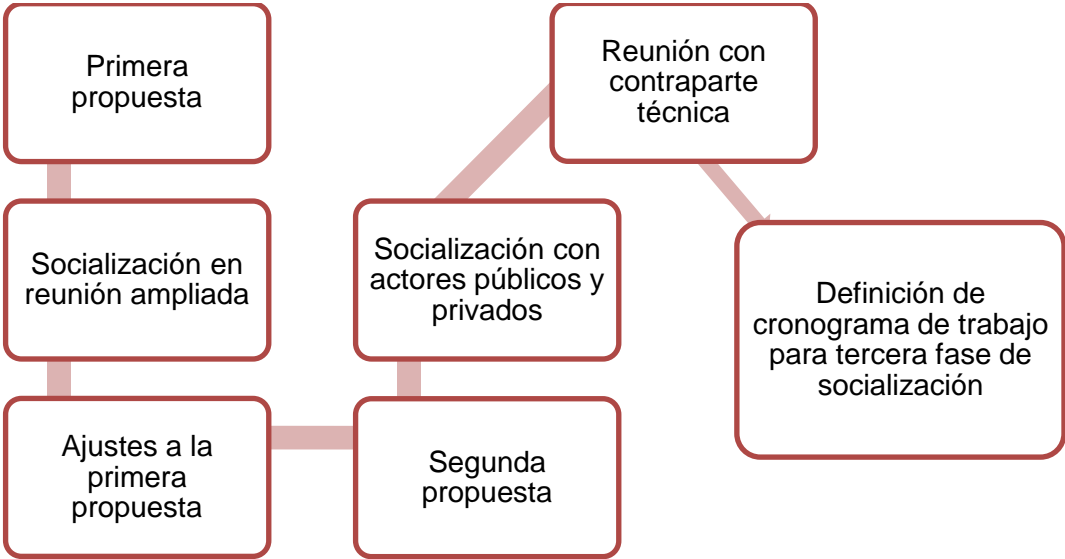 Primera
propuesta
Socialización en
reunión ampliada
Ajustes a la
primera
propuesta
Segunda
propuesta
Socialización con
actores públicos y
privados
Reunión con
contraparte
técnica
Definición de
cronograma de trabajo
para tercera fase de
socialización